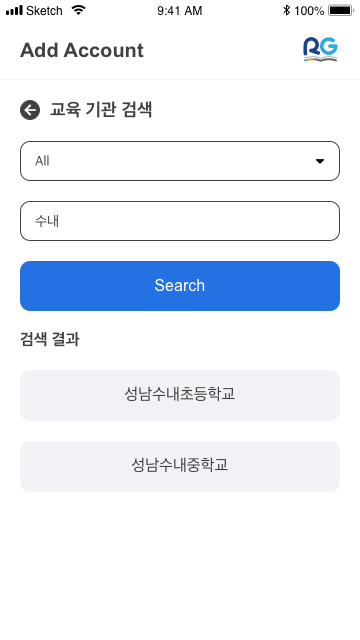 Sketch 9:41 AM 100%
Add Account RG
교육 기관 검색
All
수내
Search
검색 결과
성남수내초등학교
성남수내중학교